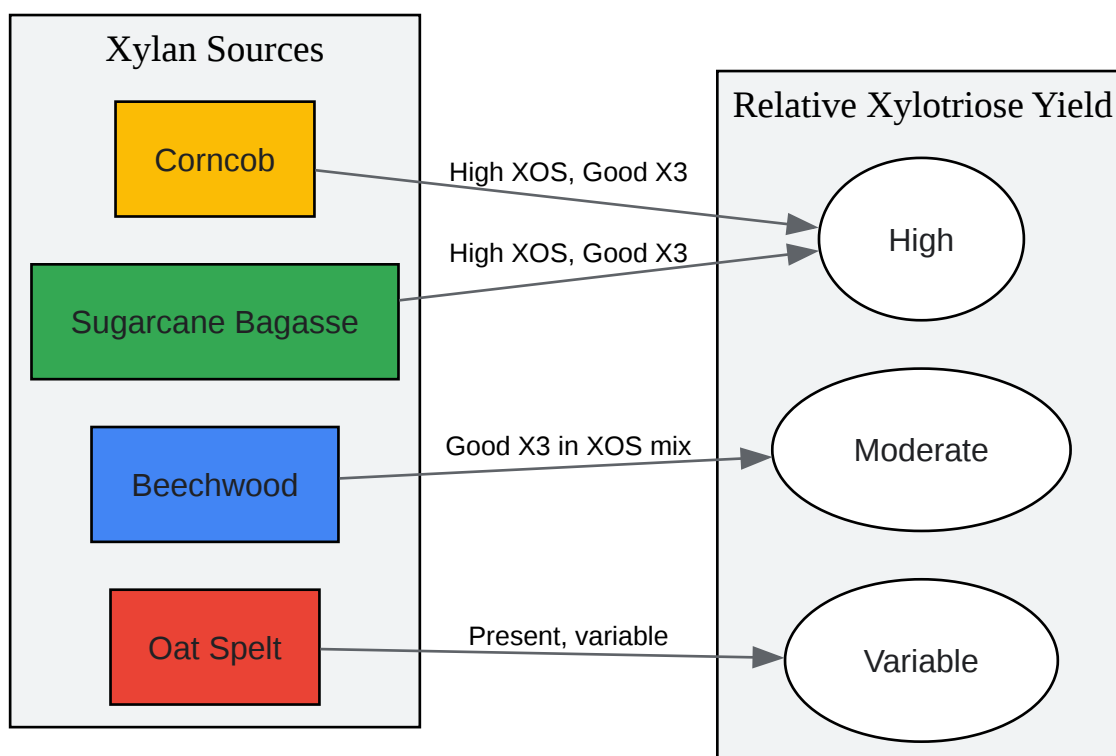 Xylan Sources
Relative Xylotriose Yield
Corncob
High XOS, Good X3
High
Sugarcane Bagasse
High XOS, Good X3
Beechwood
Good X3 in XOS mix
Moderate
Oat Spelt
Present, variable
Variable